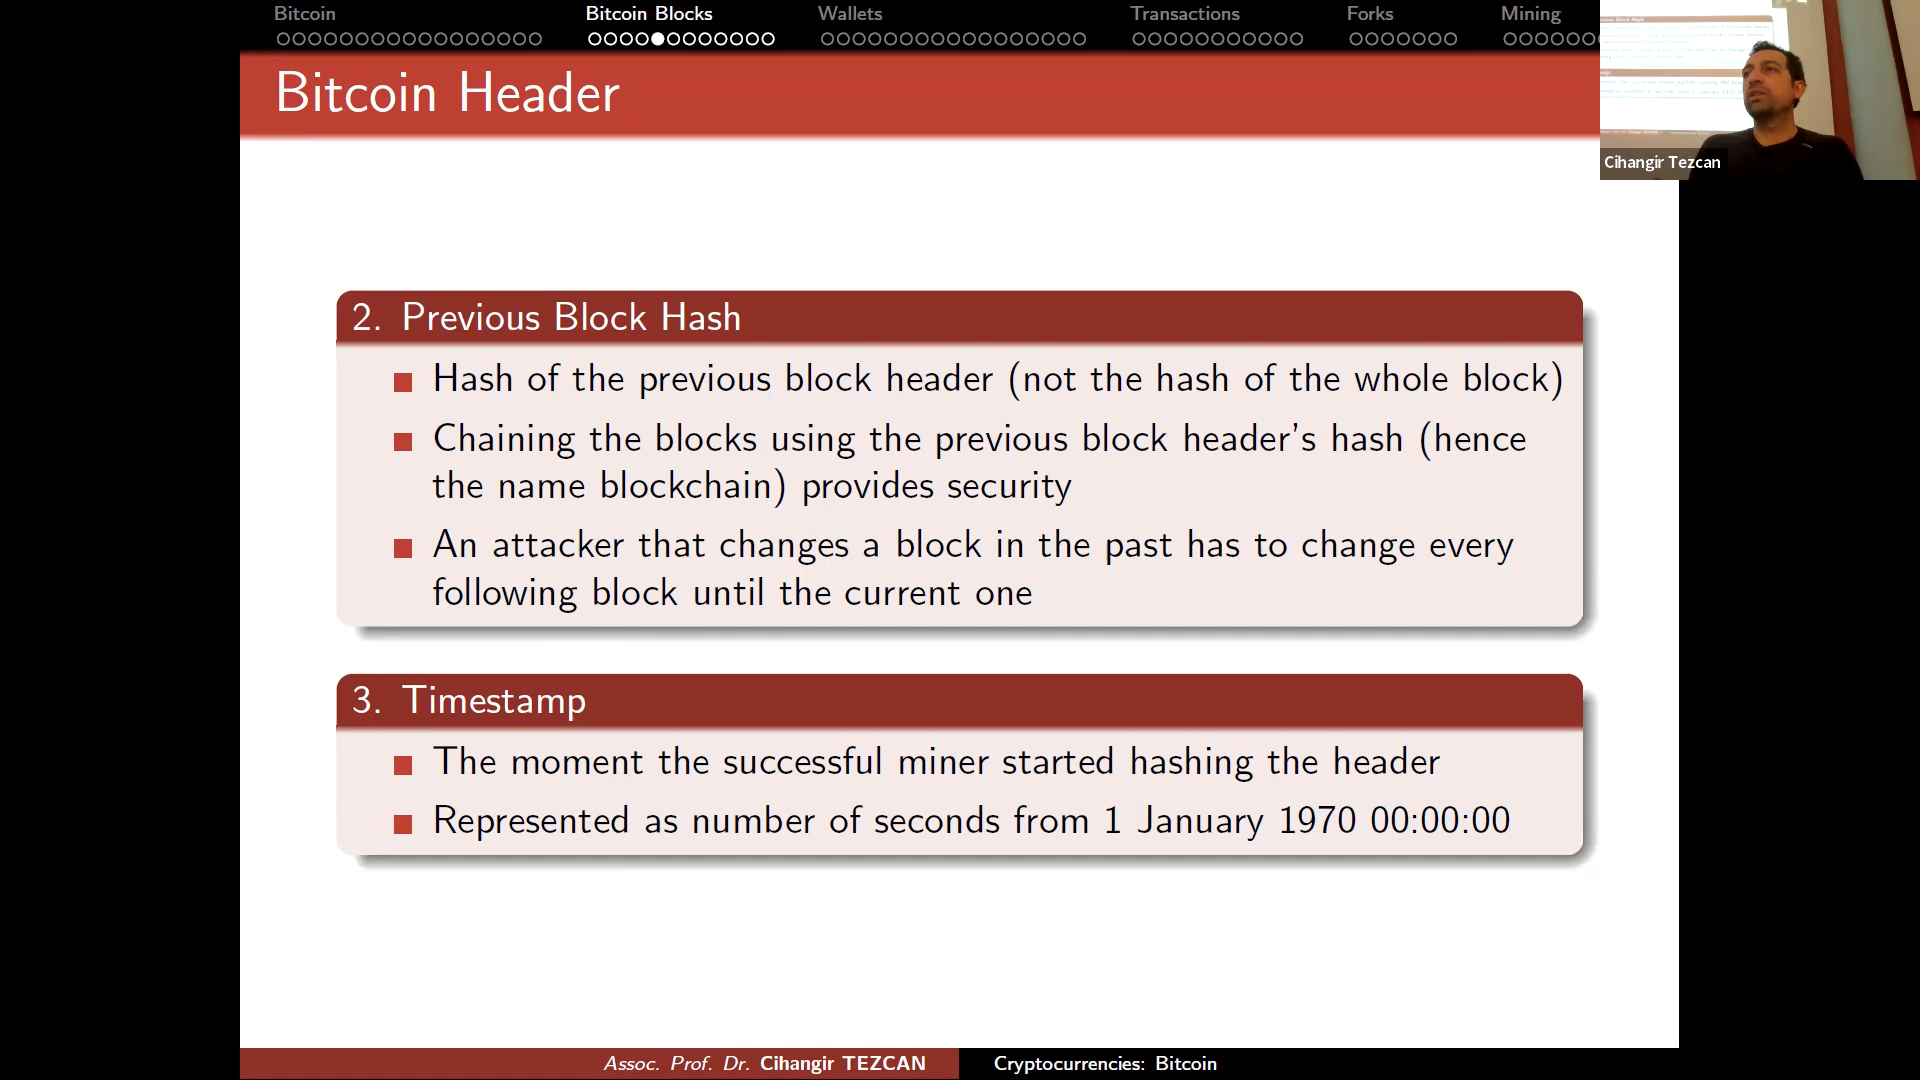 Bitcoin
Bitcoin Blocks
Wallets
Transactions
Forks
Mining
Bitcoin Header
Cihangir Tezcan
2. Previous Block Hash
Hash of the previous block header (not the hash of the whole block)
Chaining the blocks using the previous block header's hash (hence
the name blockchain) provides security
An attacker that changes a block in the past has to change every
following block until the current one
3. Timestamp
The moment the successful miner started hashing the header
Represented as number of seconds from 1 January 1970 00:00:00
Assoc. Prof. Dr. Cihangir TEZCAN
Cryptocurrencies: Bitcoin